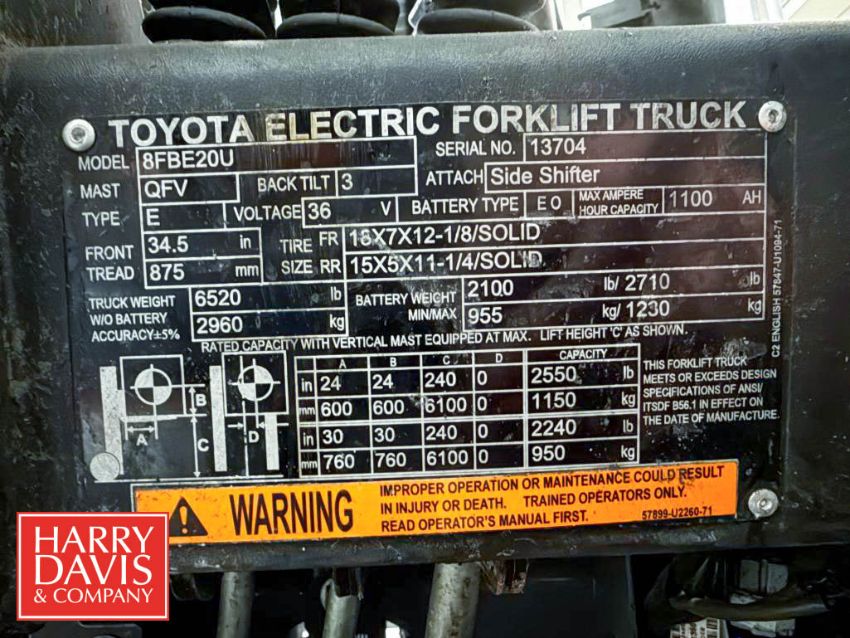 TOYOTA ELECTRIC FORKLIFT TRUCK
MODEL 8FBE20U SERIAL NO. 13704
MAST QFV BACK TILT 3 ATTACH Side Shifter
TYPE E VOLTAGE 36 V BATTERY TYPE E O MAX AMPERE HOUR CAPACITY 1100 AH
FRONT TREAD 34.5 in TIRE SIZE FR 18X7X12-1/8/SOLID
875 mm RR 15X5X11-1/4/SOLID
TRUCK WEIGHT W/O BATTERY ACCURACY±5% 6520 lb BATTERY WEIGHT MIN/MAX 2100 lb/ 2710 lb
2960 kg 955 kg/ 1230 kg
RATED CAPACITY WITH VERTICAL MAST EQUIPPED AT MAX. LIFT HEIGHT 'C' AS SHOWN.
A B C D CAPACITY
in 24 24 240 0 2550 lb
mm 600 600 6100 0 1150 kg
in 30 30 240 0 2240 lb
mm 760 760 6100 0 950 kg
A B C D
THIS FORKLIFT TRUCK
MEETS OR EXCEEDS DESIGN
SPECIFICATIONS OF ANSI/
ITSDF B56.1 IN EFFECT ON
THE DATE OF MANUFACTURE.
C2 ENGLISH 57847-U1094-71
WARNING
IMPROPER OPERATION OR MAINTENANCE COULD RESULT
IN INJURY OR DEATH. TRAINED OPERATORS ONLY.
READ OPERATOR'S MANUAL FIRST.
57899-U2260-71
HARRY
DAVIS
& COMPANY